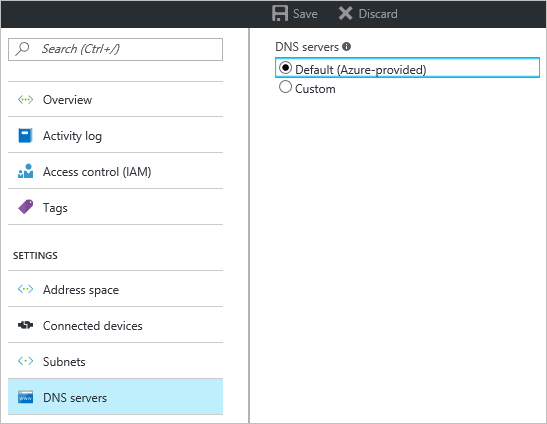 Save Discard
Search (Ctrl+/)
Overview
Activity log
Access control (IAM)
Tags
SETTINGS
Address space
Connected devices
Subnets
DNS servers
DNS servers
Default (Azure-provided)
Custom